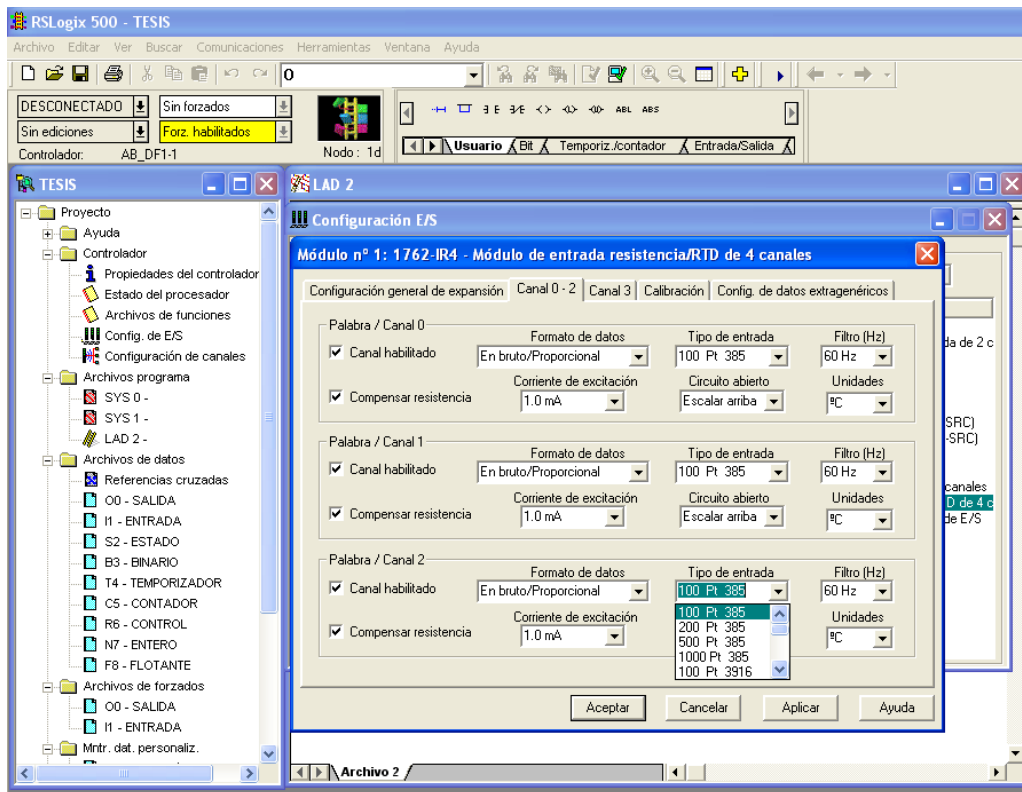 RSLogix 500 - TESIS
Archivo Editar Ver Buscar Comunicaciones Herramientas Ventana Ayuda
0
DESCONECTADO Sin forzados
Sin ediciones Forz. habilitados
Controlador: AB_DF1-1 Nodo : 1d
ABL ABS
Usuario Bit Temporiz./contador Entrada/Salida
TESIS
Proyecto
Ayuda
Controlador
Propiedades del controlador
Estado del procesador
Archivos de funciones
Config. de E/S
Configuración de canales
Archivos programa
SYS 0 -
SYS 1 -
LAD 2 -
Archivos de datos
Referencias cruzadas
O0 - SALIDA
I1 - ENTRADA
S2 - ESTADO
B3 - BINARIO
T4 - TEMPORIZADOR
C5 - CONTADOR
R6 - CONTROL
N7 - ENTERO
F8 - FLOTANTE
Archivos de forzados
O0 - SALIDA
I1 - ENTRADA
Mntr. dat. personaliz.
LAD 2
Configuración E/S
Módulo nº 1: 1762-IR4 - Módulo de entrada resistencia/RTD de 4 canales
Configuración general de expansión Canal 0 - 2 Canal 3 Calibración Config. de datos extragenéricos
Palabra / Canal 0
Formato de datos Tipo de entrada Filtro (Hz)
Canal habilitado En bruto/Proporcional 100 Pt 385 60 Hz
Corriente de excitación Circuito abierto Unidades
Compensar resistencia 1.0 mA Escalar arriba ºC
Palabra / Canal 1
Formato de datos Tipo de entrada Filtro (Hz)
Canal habilitado En bruto/Proporcional 100 Pt 385 60 Hz
Corriente de excitación Circuito abierto Unidades
Compensar resistencia 1.0 mA Escalar arriba ºC
Palabra / Canal 2
Formato de datos Tipo de entrada Filtro (Hz)
Canal habilitado En bruto/Proporcional 100 Pt 385 60 Hz
Corriente de excitación Unidades
Compensar resistencia 1.0 mA ºC
100 Pt 385
200 Pt 385
500 Pt 385
1000 Pt 385
100 Pt 3916
Aceptar Cancelar Aplicar Ayuda
da de 2 c
SRC)
-SRC)
canales
D de 4 c
de E/S
Archivo 2